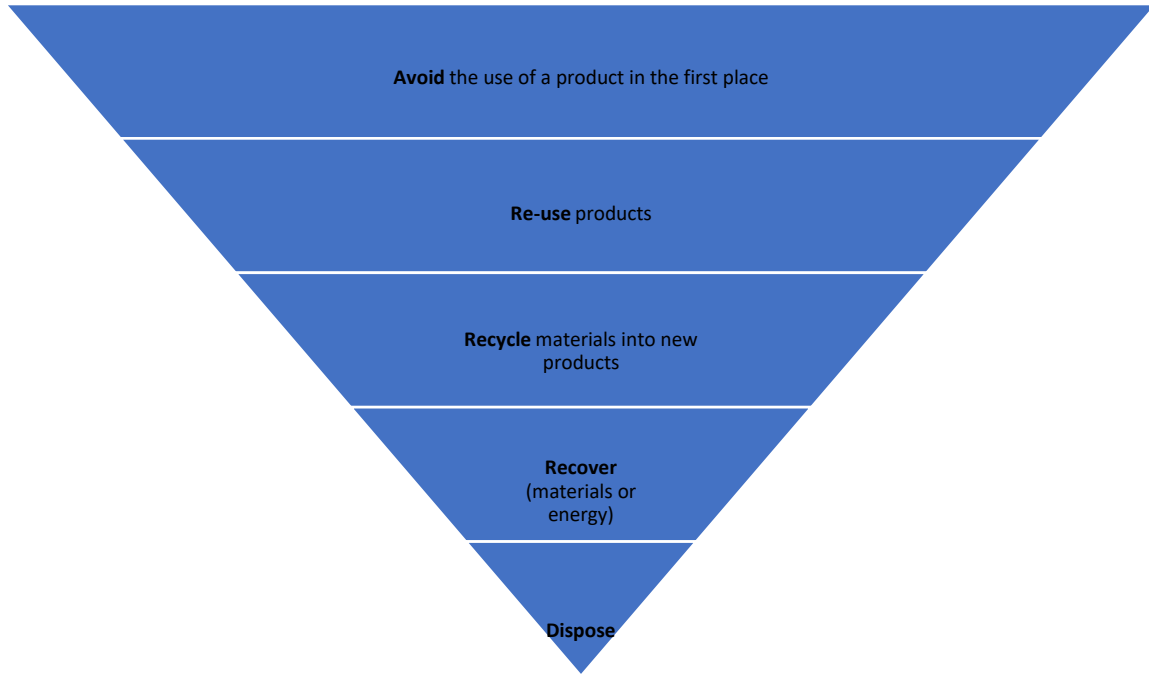 Avoid the use of a product in the first place
Re-use products
Recycle materials into new
products
Recover
(materials or
energy)
Dispose